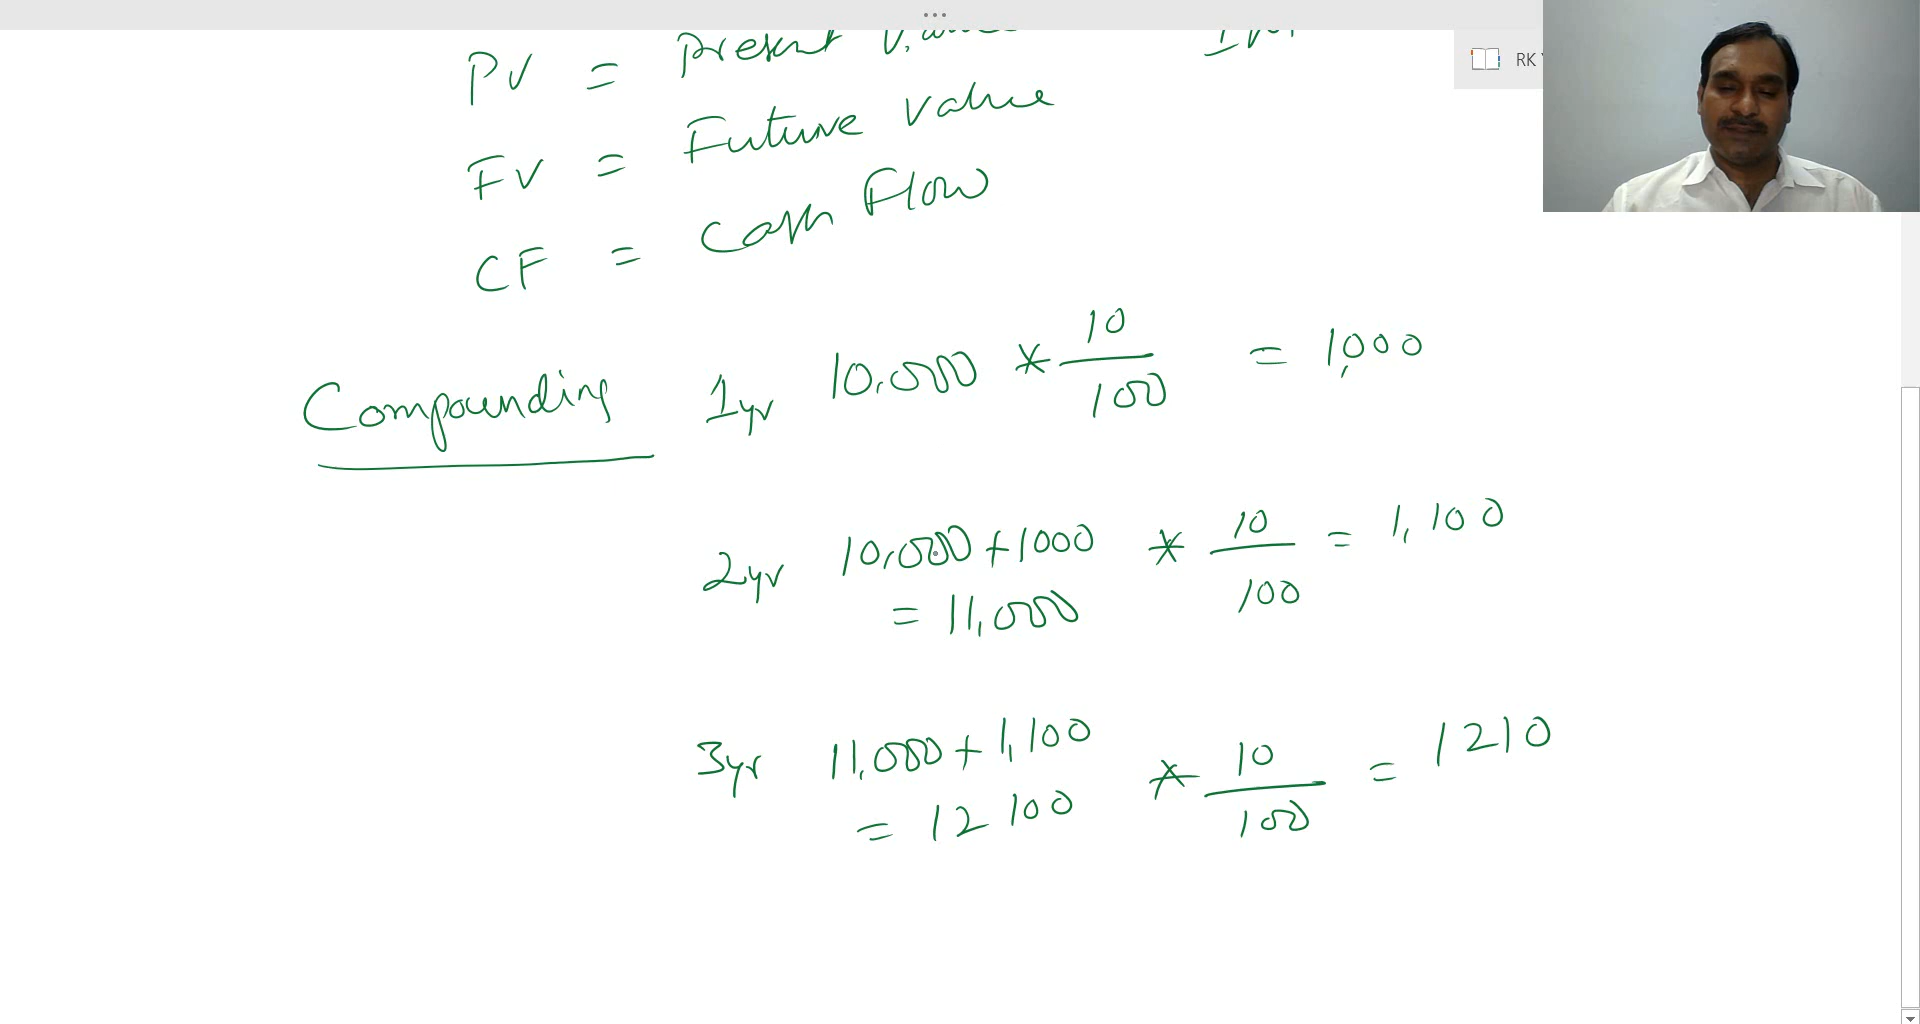 PV = Present
FV = Future Value
CF = Cash Flow
RK
Compounding 1yr 10,000 * 10/100 = 1,000
2yr 10,000 + 1000 * 10/100 = 1,100
= 11,000
3yr 11,000 + 1,100 * 10/100 = 1210
= 12100